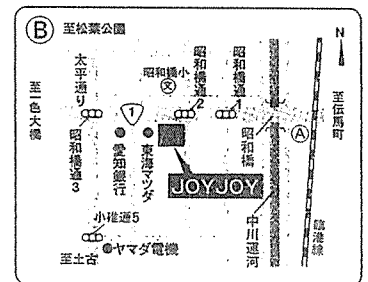 B
至松葉公園
N
至一色大橋
太平通り
昭和橋小
文
昭和橋通2
昭和橋通1
至伝馬町
1
昭和橋通3
愛知銀行
東海マツダ
昭和橋
A
JOYJOY
小碓通5
ヤマダ電機
至土古
中川運河
臨港線